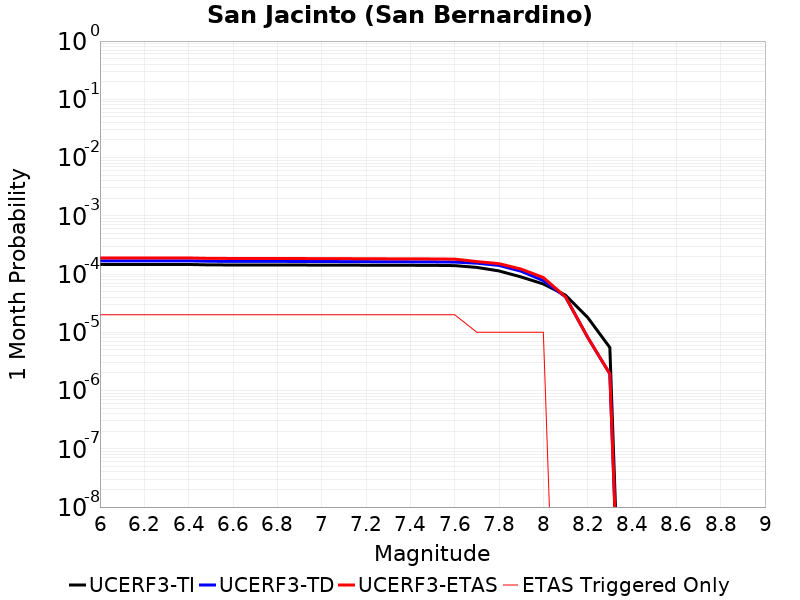 San Jacinto (San Bernardino)
1 Month Probability
10^0
10^-1
10^-2
10^-3
10^-4
10^-5
10^-6
10^-7
10^-8
6 6.2 6.4 6.6 6.8 7 7.2 7.4 7.6 7.8 8 8.2 8.4 8.6 8.8 9
Magnitude
UCERF3-TI UCERF3-TD UCERF3-ETAS ETAS Triggered Only